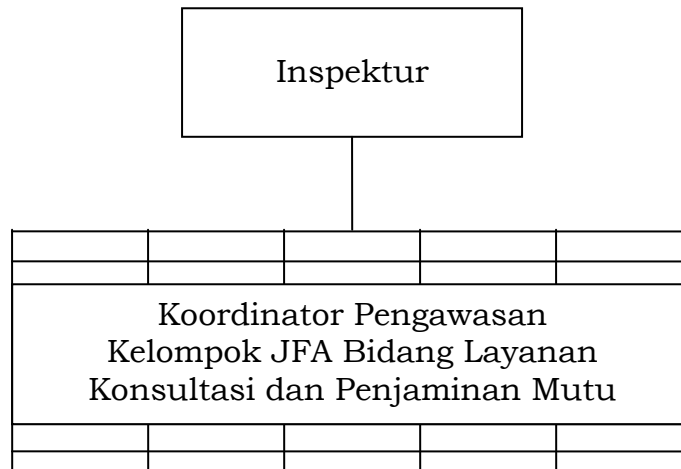 Inspektur
Koordinator Pengawasan
Kelompok JFA Bidang Layanan
Konsultasi dan Penjaminan Mutu